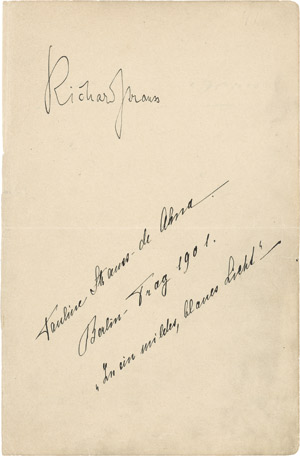 Richard Strauss
Pauline Strauss-de Ahna.
Berlin-Prag 1901.
„In ein mildes, blaues Licht“